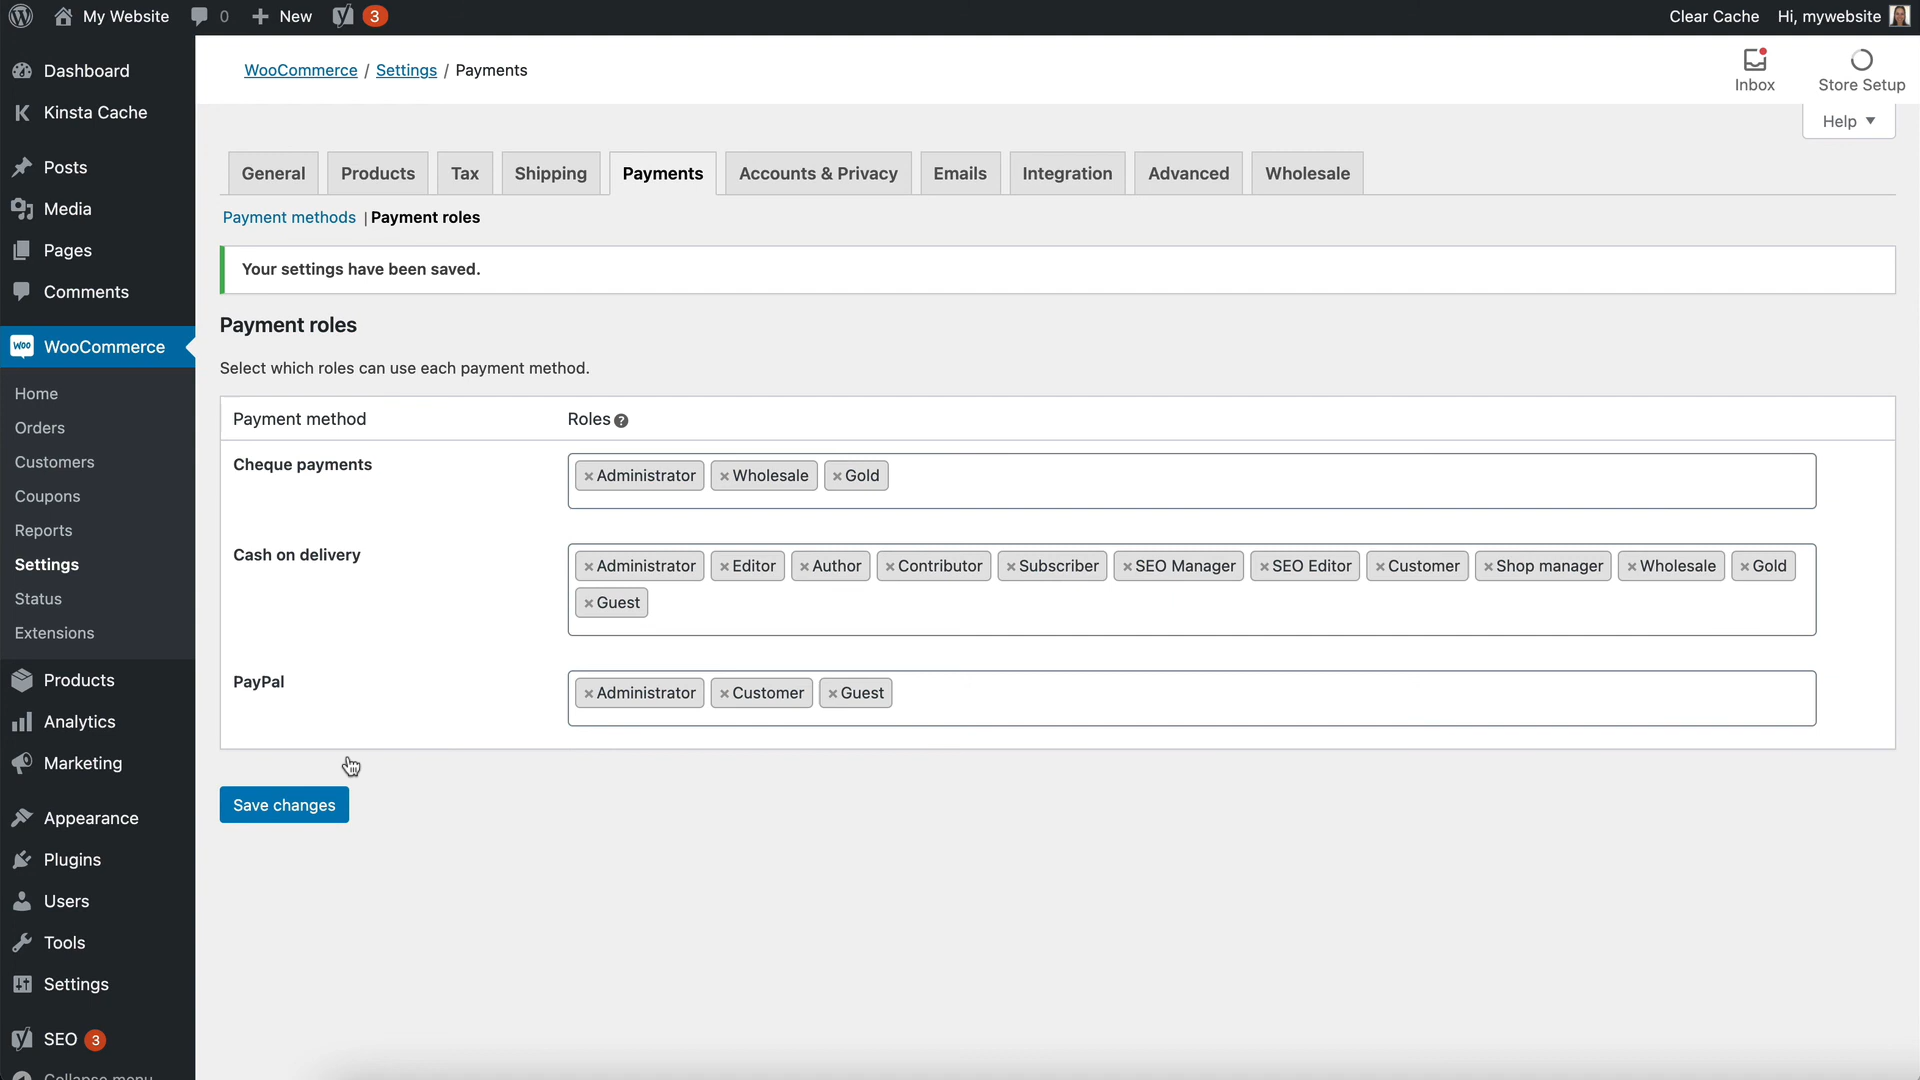 My Website 0 + New 3 Clear Cache Hi, mywebsite
Dashboard
Kinsta Cache
Posts
Media
Pages
Comments
WooCommerce
Home
Orders
Customers
Coupons
Reports
Settings
Status
Extensions
Products
Analytics
Marketing
Appearance
Plugins
Users
Tools
Settings
SEO 3
Collapse menu
WooCommerce / Settings / Payments
Inbox
Store Setup
Help ▼
General Products Tax Shipping Payments Accounts & Privacy Emails Integration Advanced Wholesale
Payment methods | Payment roles
Your settings have been saved.
Payment roles
Select which roles can use each payment method.
Payment method Roles ?
Cheque payments ×Administrator ×Wholesale ×Gold
Cash on delivery ×Administrator ×Editor ×Author ×Contributor ×Subscriber ×SEO Manager ×SEO Editor ×Customer ×Shop manager ×Wholesale ×Gold
×Guest
PayPal ×Administrator ×Customer ×Guest
Save changes